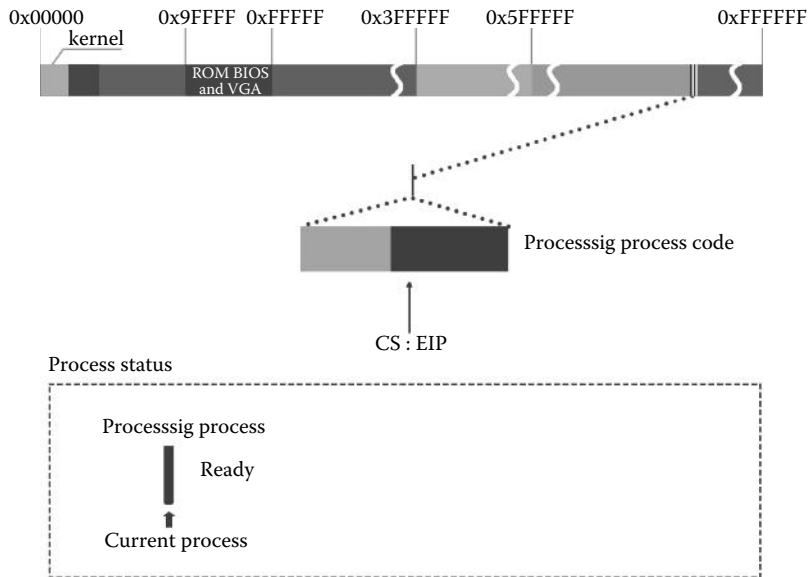 0x00000 0x9FFFF 0xFFFFF 0x3FFFFF 0x5FFFFF 0xFFFFFF
kernel
ROM BIOS
and VGA
Processsig process code
CS : EIP
Process status
Processsig process
Ready
Current process